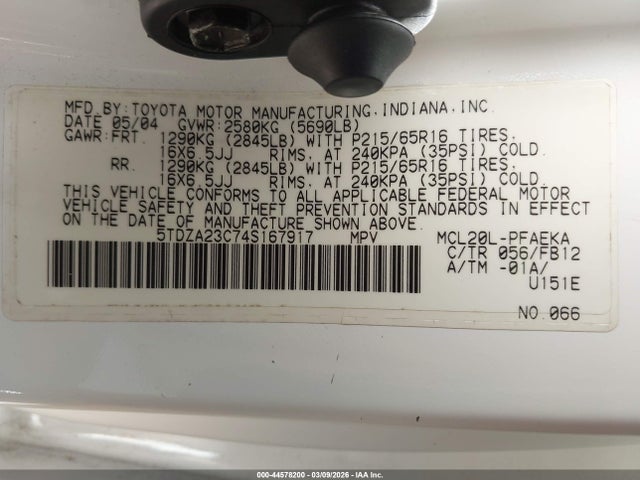 MFD.BY:TOYOTA MOTOR MANUFACTURING,INDIANA,INC.
DATE 05/04 GVWR:2580KG (5690LB)
GAWR:FRT. 1290KG (2845LB) WITH P215/65R16 TIRES,
16X6.5JJ RIMS, AT 240KPA (35PSI) COLD.
RR. 1290KG (2845LB) WITH P215/65R16 TIRES,
16X6.5JJ RIMS, AT 240KPA (35PSI) COLD.
THIS VEHICLE CONFORMS TO ALL APPLICABLE FEDERAL MOTOR
VEHICLE SAFETY AND THEFT PREVENTION STANDARDS IN EFFECT
ON THE DATE OF MANUFACTURE SHOWN ABOVE.
5TDZA23C74S167917 MPV MCL20L-PFAEKA
C/TR 056/FB12
A/TM -01A/
U151E
NO.066
000-44578200 - 03/09/2026 - IAA Inc.